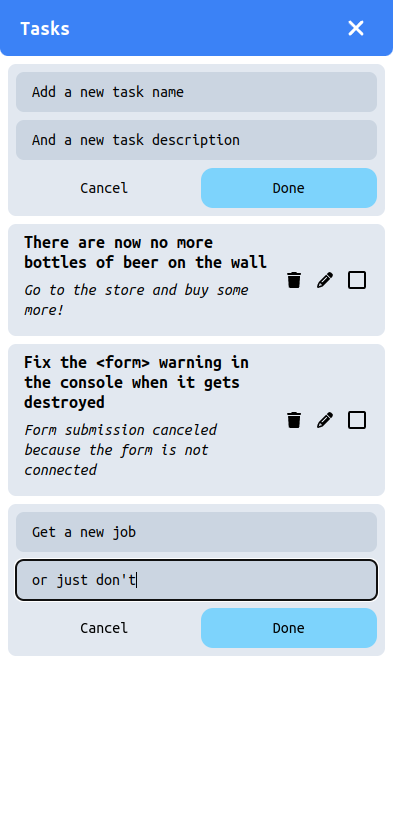 Tasks
Add a new task name
And a new task description
Cancel Done
There are now no more
bottles of beer on the wall
Go to the store and buy some
more!
Fix the <form> warning in
the console when it gets
destroyed
Form submission canceled
because the form is not
connected
Get a new job
or just don't
Cancel Done